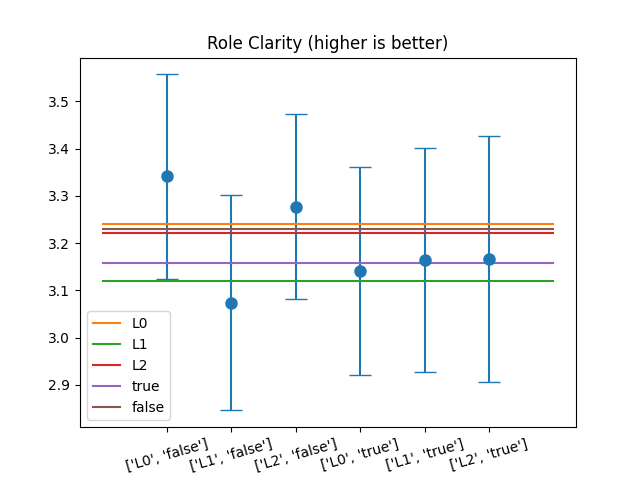 Role Clarity (higher is better)
3.5
3.4
3.3
3.2
3.1
3.0
2.9
L0
L1
L2
true
false
['L0', 'false']
['L1', 'false']
['L2', 'false']
['L0', 'true']
['L1', 'true']
['L2', 'true']